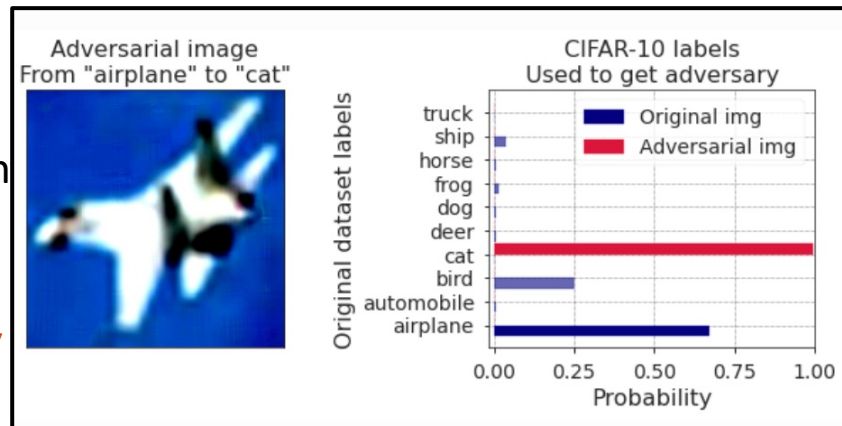 Adversarial image
From "airplane" to "cat"
CIFAR-10 labels
Used to get adversary
Original dataset labels
truck
ship
horse
frog
dog
deer
cat
bird
automobile
airplane
Original img
Adversarial img
0.00 0.25 0.50 0.75 1.00
Probability